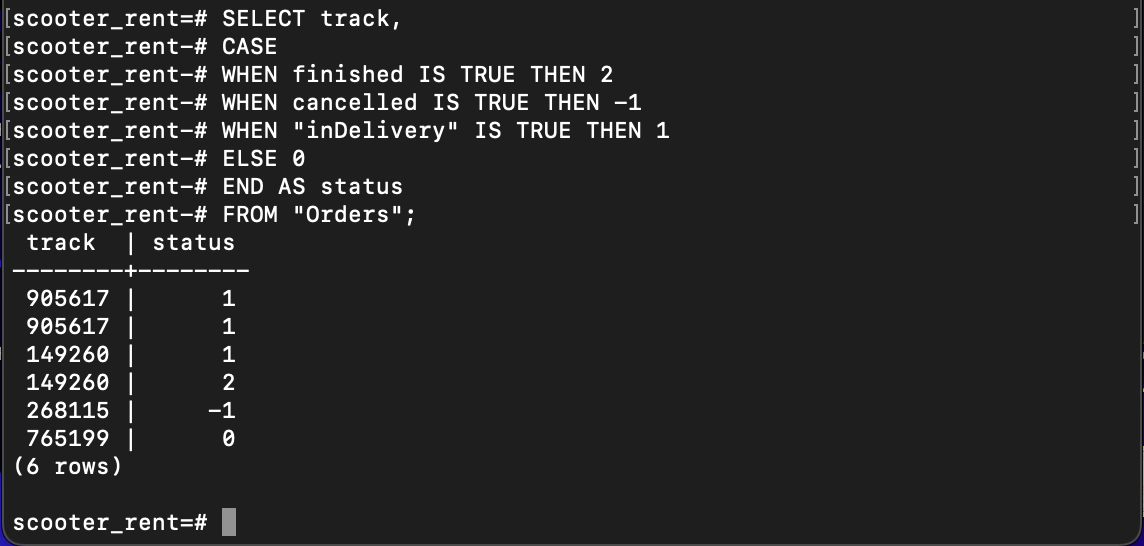 [scooter_rent=# SELECT track, ]
[scooter_rent-# CASE ]
[scooter_rent-# WHEN finished IS TRUE THEN 2 ]
[scooter_rent-# WHEN cancelled IS TRUE THEN -1 ]
[scooter_rent-# WHEN "inDelivery" IS TRUE THEN 1 ]
[scooter_rent-# ELSE 0 ]
[scooter_rent-# END AS status ]
[scooter_rent-# FROM "Orders"; ]
 track  | status
--------+--------
 905617 |      1
 905617 |      1
 149260 |      1
 149260 |      2
 268115 |     -1
 765199 |      0
(6 rows)
scooter_rent=#